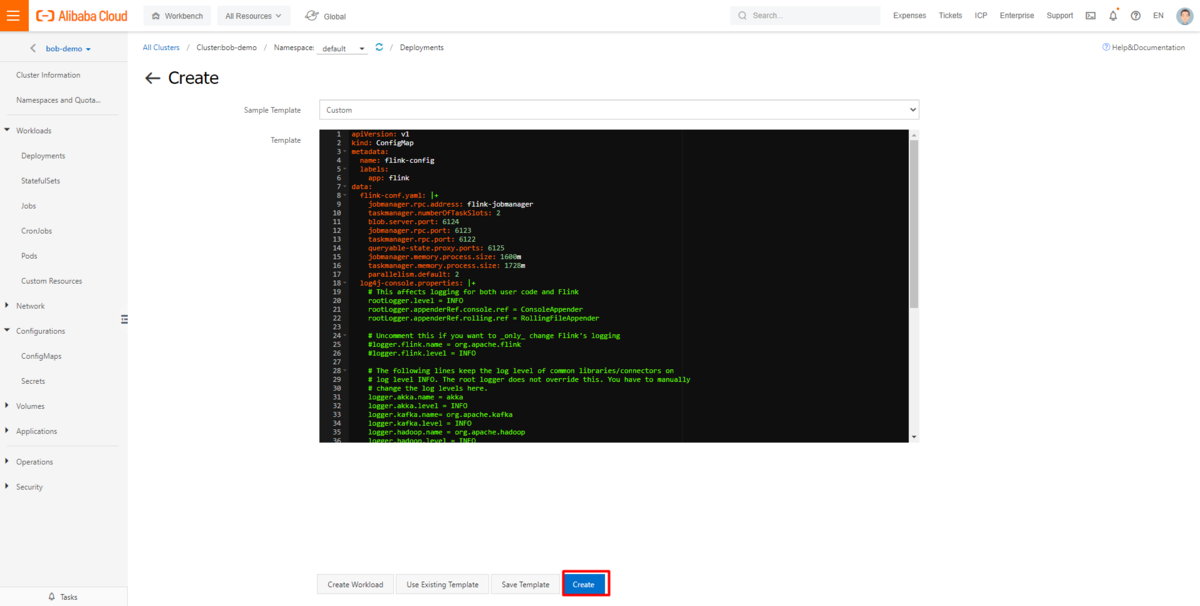 Alibaba Cloud
Workbench
All Resources
Global
Search...
Expenses
Tickets
ICP
Enterprise
Support
EN
bob-demo
All Clusters / Cluster:bob-demo / Namespace: default / Deployments
Help&Documentation
Cluster Information
Namespaces and Quota...
Workloads
Deployments
StatefulSets
Jobs
CronJobs
Pods
Custom Resources
Network
Configurations
ConfigMaps
Secrets
Volumes
Applications
Operations
Security
Tasks
Create
Sample Template
Custom
Template
1 apiVersion: v1
2 kind: ConfigMap
3 metadata:
4 name: flink-config
5 labels:
6 app: flink
7 data:
8 flink-conf.yaml: |+
9 jobmanager.rpc.address: flink-jobmanager
10 taskmanager.numberOfTaskSlots: 2
11 blob.server.port: 6124
12 jobmanager.rpc.port: 6123
13 taskmanager.rpc.port: 6122
14 queryable-state.proxy.ports: 6125
15 jobmanager.memory.process.size: 1600m
16 taskmanager.memory.process.size: 1728m
17 parallelism.default: 2
18 log4j-console.properties: |+
19 # This affects logging for both user code and Flink
20 rootLogger.level = INFO
21 rootLogger.appenderRef.console.ref = ConsoleAppender
22 rootLogger.appenderRef.rolling.ref = RollingFileAppender
23
24 # Uncomment this if you want to _only_ change Flink's logging
25 #logger.flink.name = org.apache.flink
26 #logger.flink.level = INFO
27
28 # The following lines keep the log level of common libraries/connectors on
29 # log level INFO. The root logger does not override this. You have to manually
30 # change the log levels here.
31 logger.akka.name = akka
32 logger.akka.level = INFO
33 logger.kafka.name= org.apache.kafka
34 logger.kafka.level = INFO
35 logger.hadoop.name = org.apache.hadoop
36 logger.hadoop.level = INFO
Create Workload
Use Existing Template
Save Template
Create